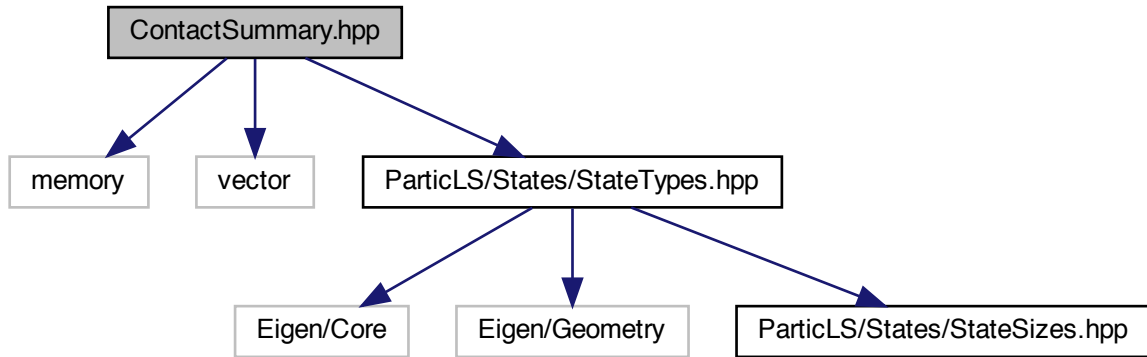 ContactSummary.hpp
memory
vector
ParticLS/States/StateTypes.hpp
Eigen/Core
Eigen/Geometry
ParticLS/States/StateSizes.hpp